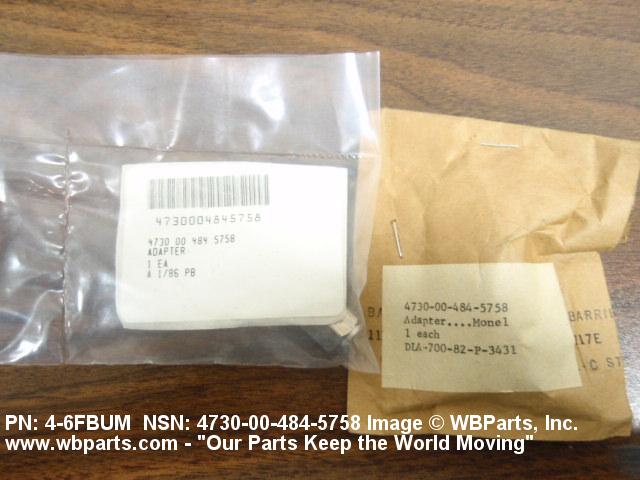 4730004845758
4730 00 484 5758
ADAPTER
1 EA
A 1/86 PB
4730-00-484-5758
Adapter....Monel
1 each
DLA-700-82-P-3431
117E
PN: 4-6FBUM NSN: 4730-00-484-5758 Image © WBParts, Inc.
www.wbparts.com - "Our Parts Keep the World Moving"